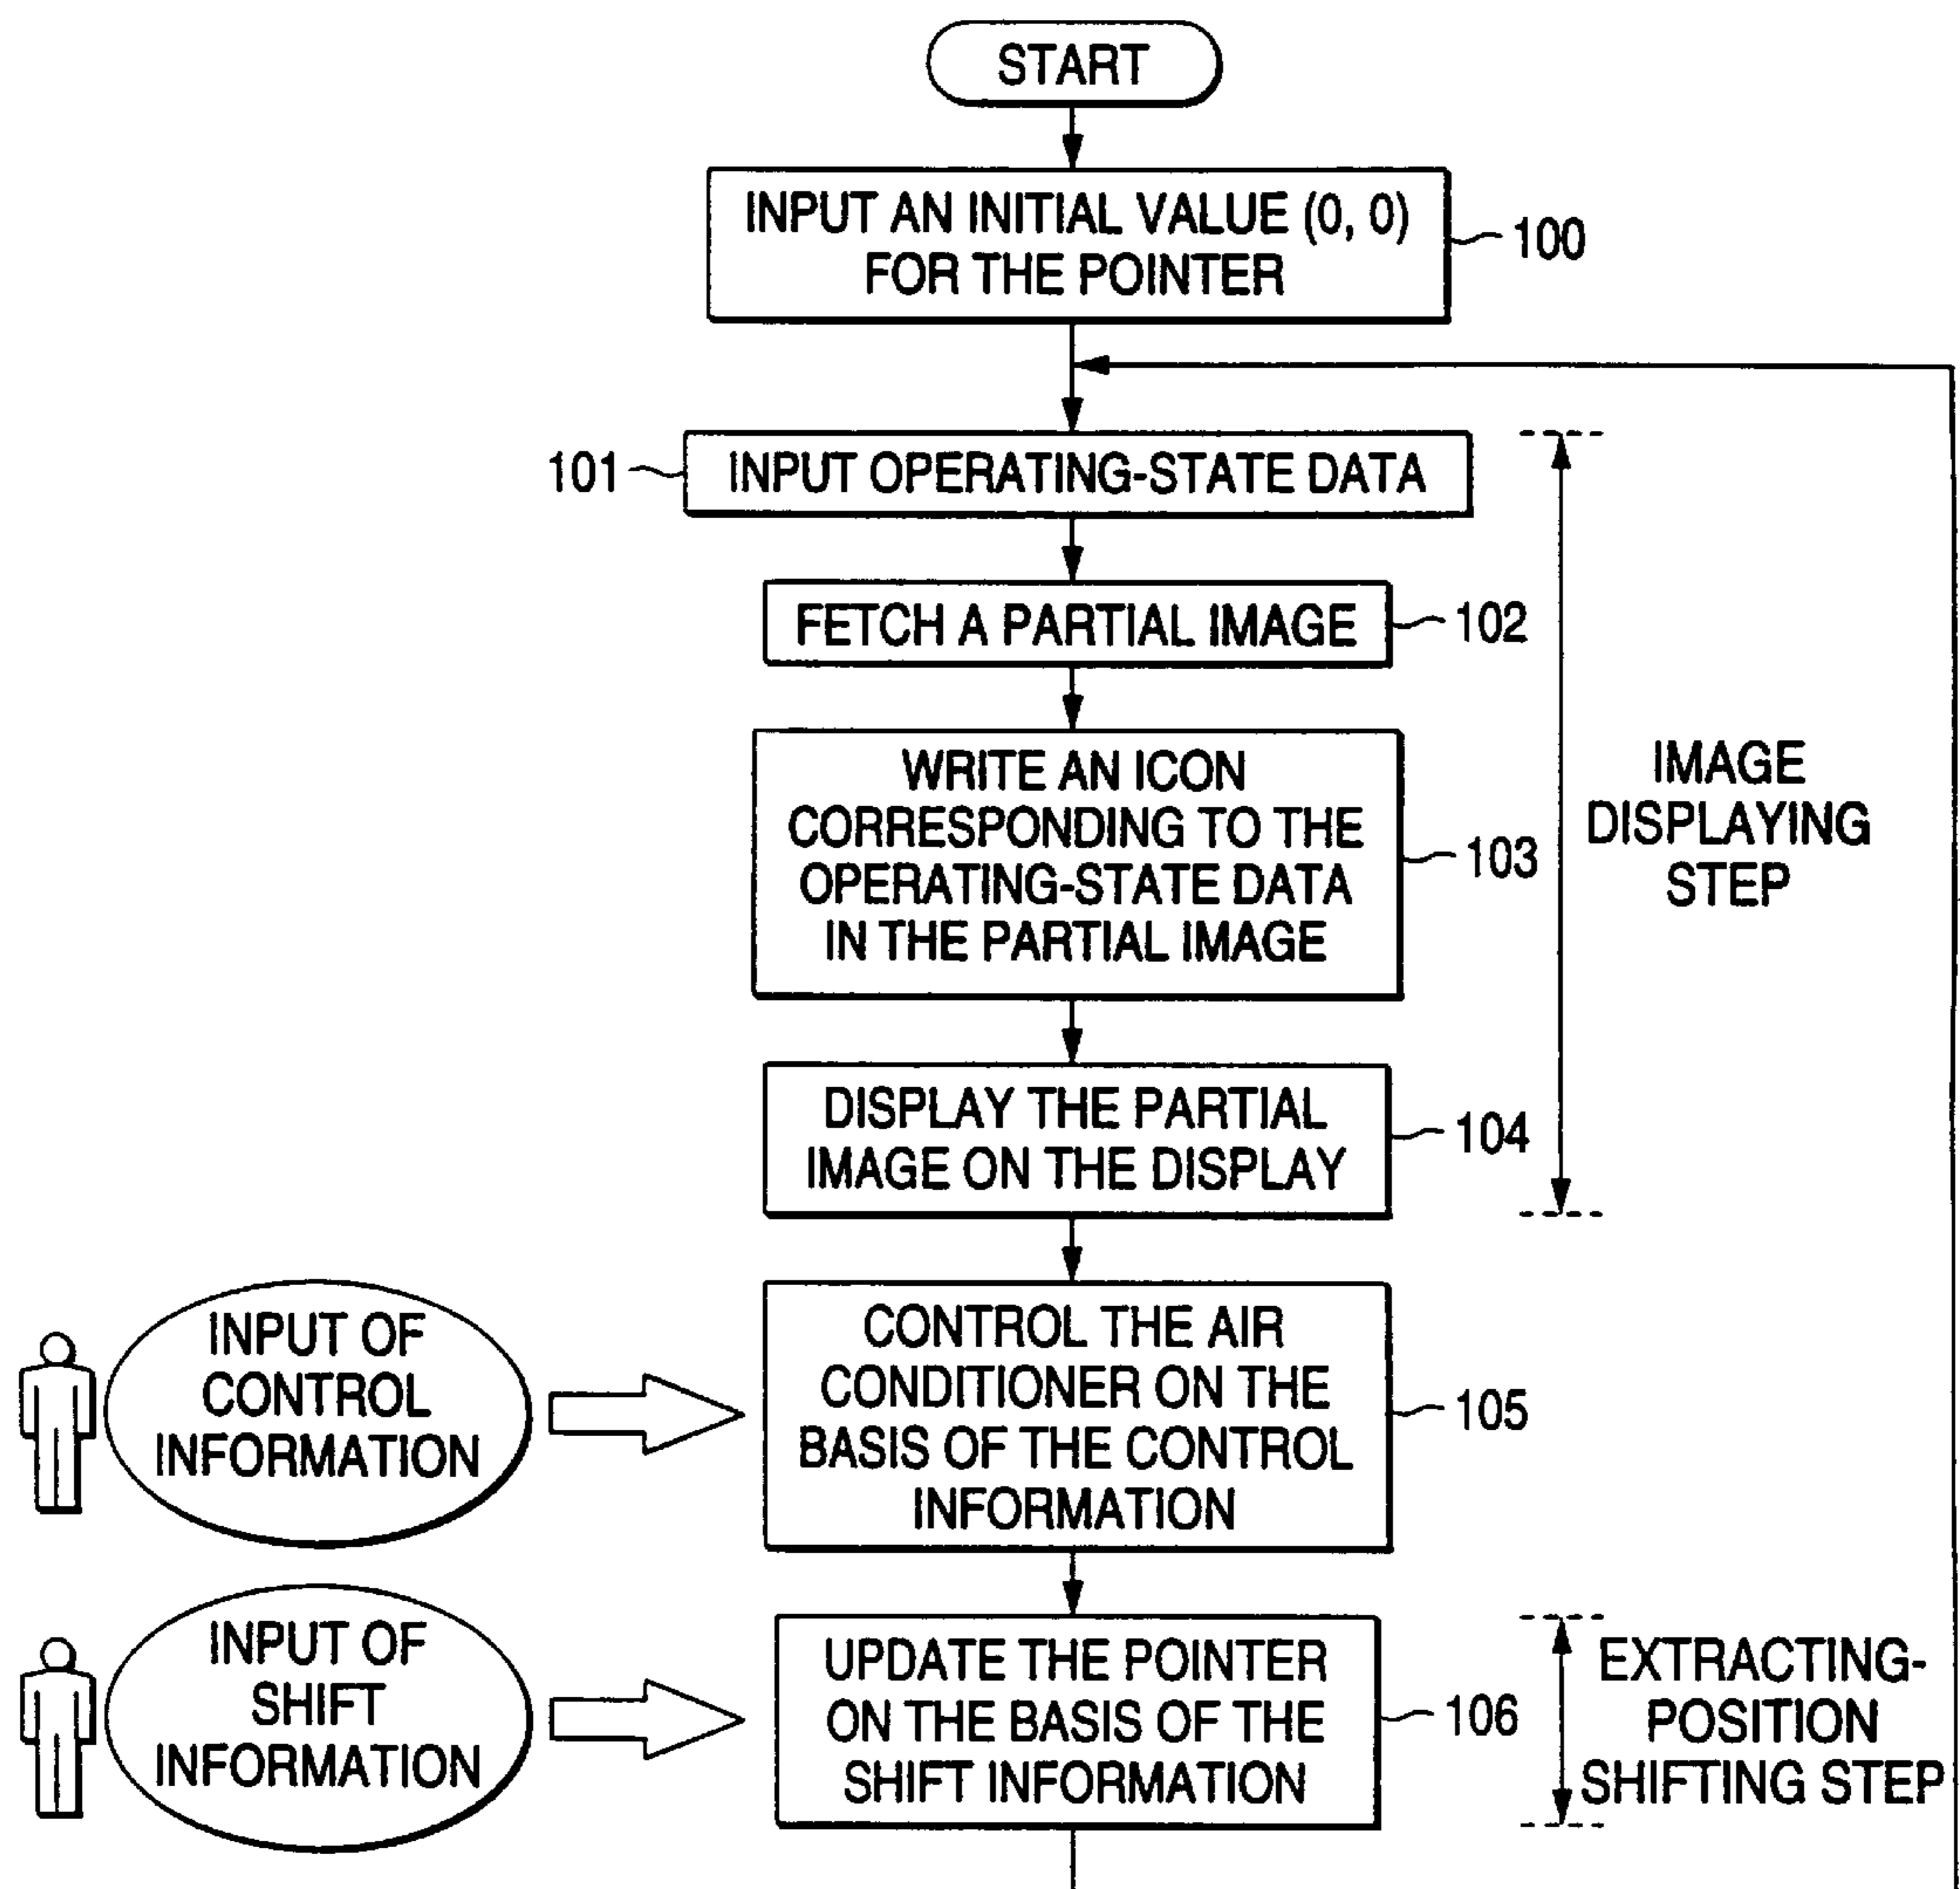 START
INPUT AN INITIAL VALUE (0, 0)
FOR THE POINTER
100
101
INPUT OPERATING-STATE DATA
FETCH A PARTIAL IMAGE
102
WRITE AN ICON
CORRESPONDING TO THE
OPERATING-STATE DATA
IN THE PARTIAL IMAGE
103
IMAGE
DISPLAYING
STEP
DISPLAY THE PARTIAL
IMAGE ON THE DISPLAY
104
INPUT OF
CONTROL
INFORMATION
CONTROL THE AIR
CONDITIONER ON THE
BASIS OF THE CONTROL
INFORMATION
105
INPUT OF
SHIFT
INFORMATION
UPDATE THE POINTER
ON THE BASIS OF THE
SHIFT INFORMATION
106
EXTRACTING-
POSITION
SHIFTING STEP